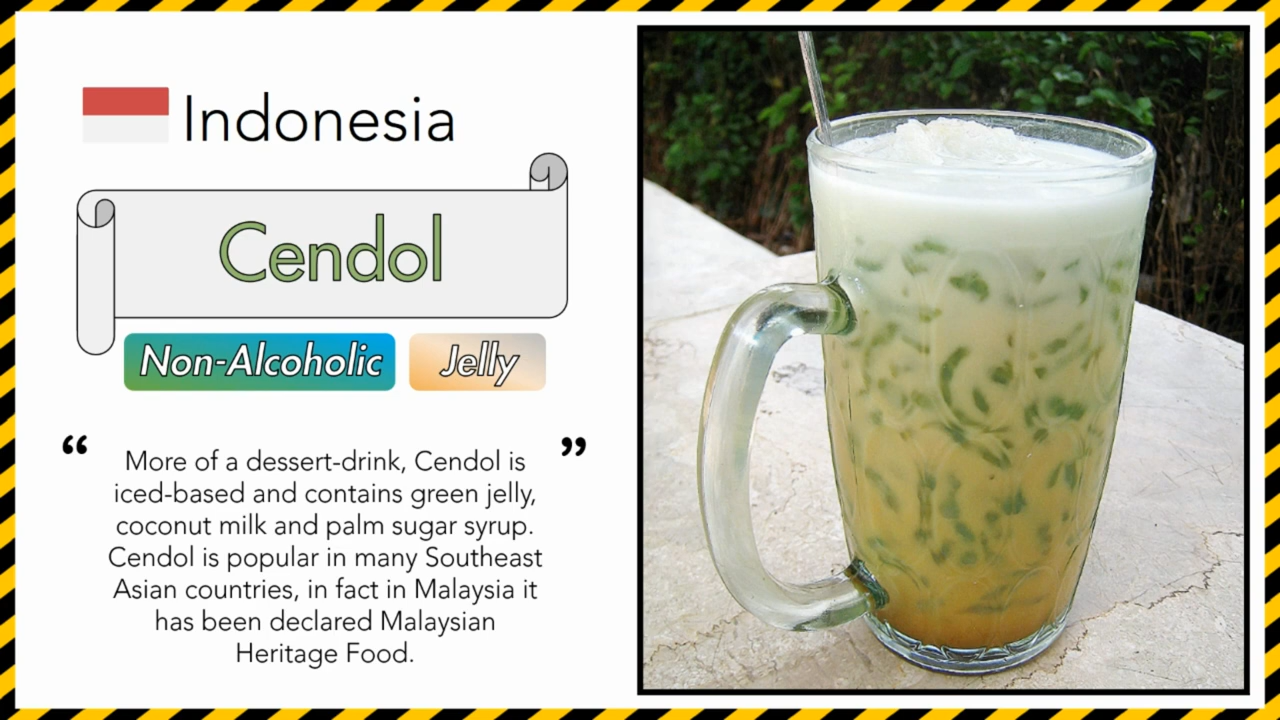 Indonesia
Cendol
Non-Alcoholic
Jelly
“ More of a dessert-drink, Cendol is ”
iced-based and contains green jelly,
coconut milk and palm sugar syrup.
Cendol is popular in many Southeast
Asian countries, in fact in Malaysia it
has been declared Malaysian
Heritage Food.